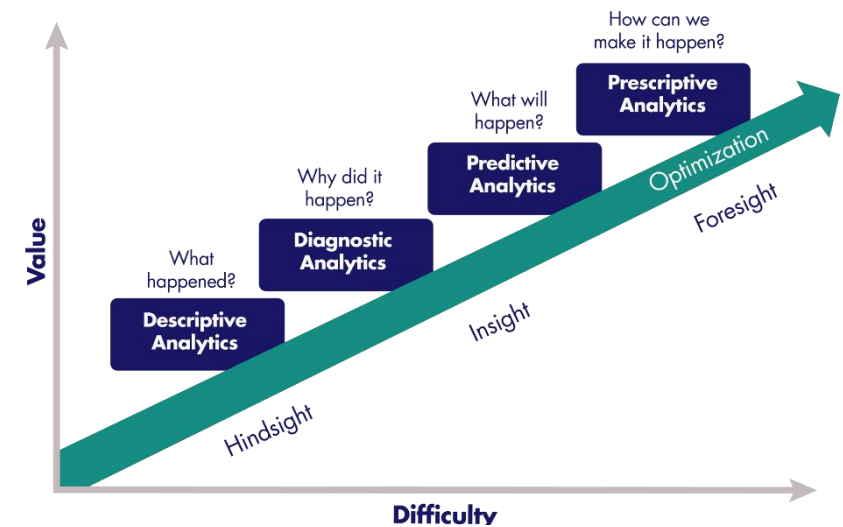 How can we
make it happen?
Prescriptive
Analytics
What will
happen?
Predictive
Analytics
Why did it
happen?
Diagnostic
Analytics
What
happened?
Descriptive
Analytics
Optimization
Foresight
Insight
Hindsight
Value
Difficulty